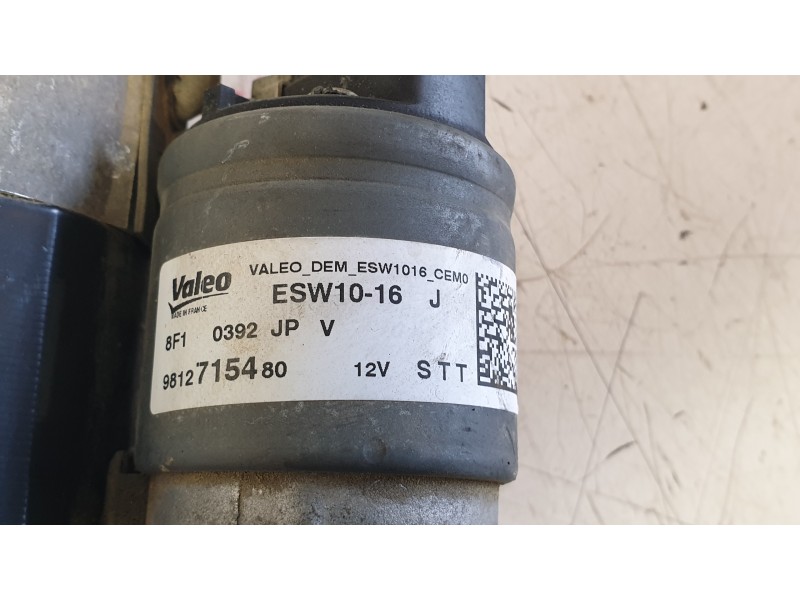 VALEO_DEM_ESW1016_CEM0
Valeo
MADE IN FRANCE
ESW10-16 J
8F1 0392 JP V
9812715480 12V STT